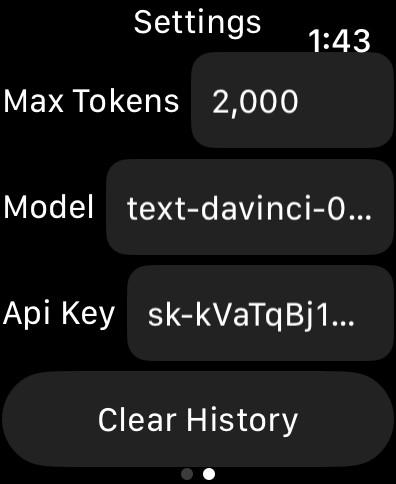 Settings
1:43
Max Tokens 2,000
Model text-davinci-0...
Api Key sk-kVaTqBj1...
Clear History